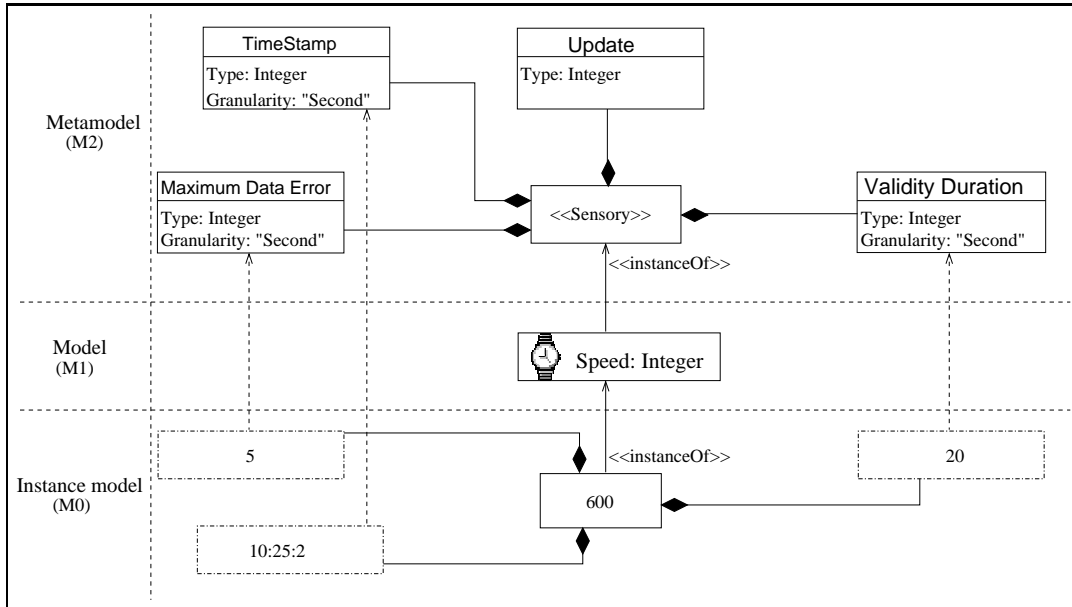 TimeStamp
Type: Integer
Granularity: "Second"
Update
Type: Integer
Metamodel
(M2)
Maximum Data Error
Type: Integer
Granularity: "Second"
<<Sensory>>
Validity Duration
Type: Integer
Granularity: "Second"
<<instanceOf>>
Model
(M1)
Speed: Integer
5
<<instanceOf>>
20
Instance model
(M0)
600
10:25:2